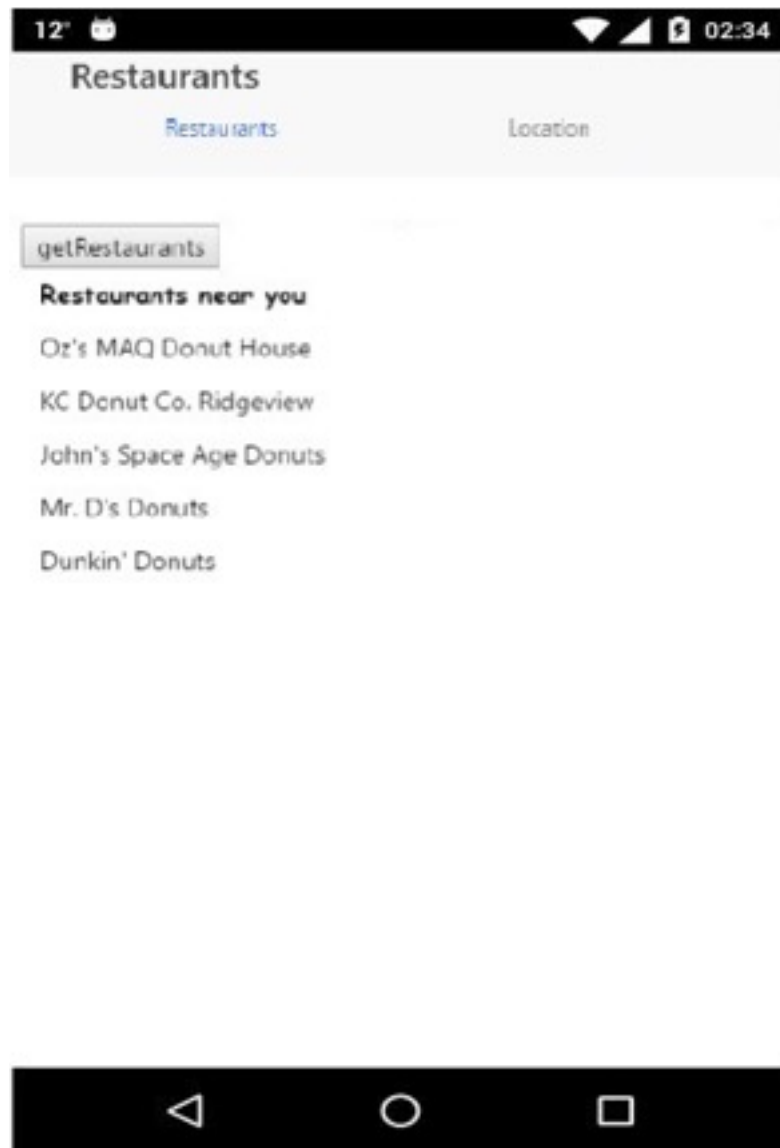 12° 02:34
Restaurants
Restaurants Location
getRestaurants
Restaurants near you
Oz's MAQ Donut House
KC Donut Co. Ridgeview
John's Space Age Donuts
Mr. D's Donuts
Dunkin' Donuts